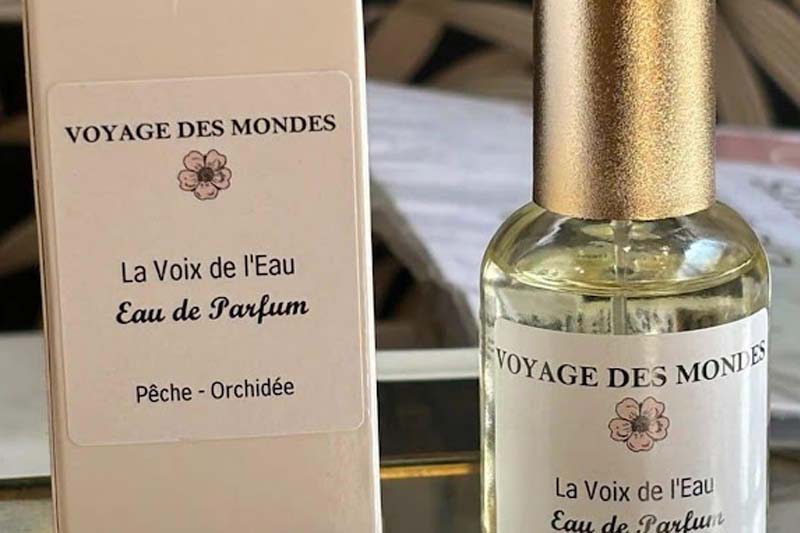 VOYAGE DES MONDES
La Voix de l'Eau
Eau de Parfum
Pêche - Orchidée
VOYAGE DES MONDES
La Voix de l'Eau
Eau de Parfum